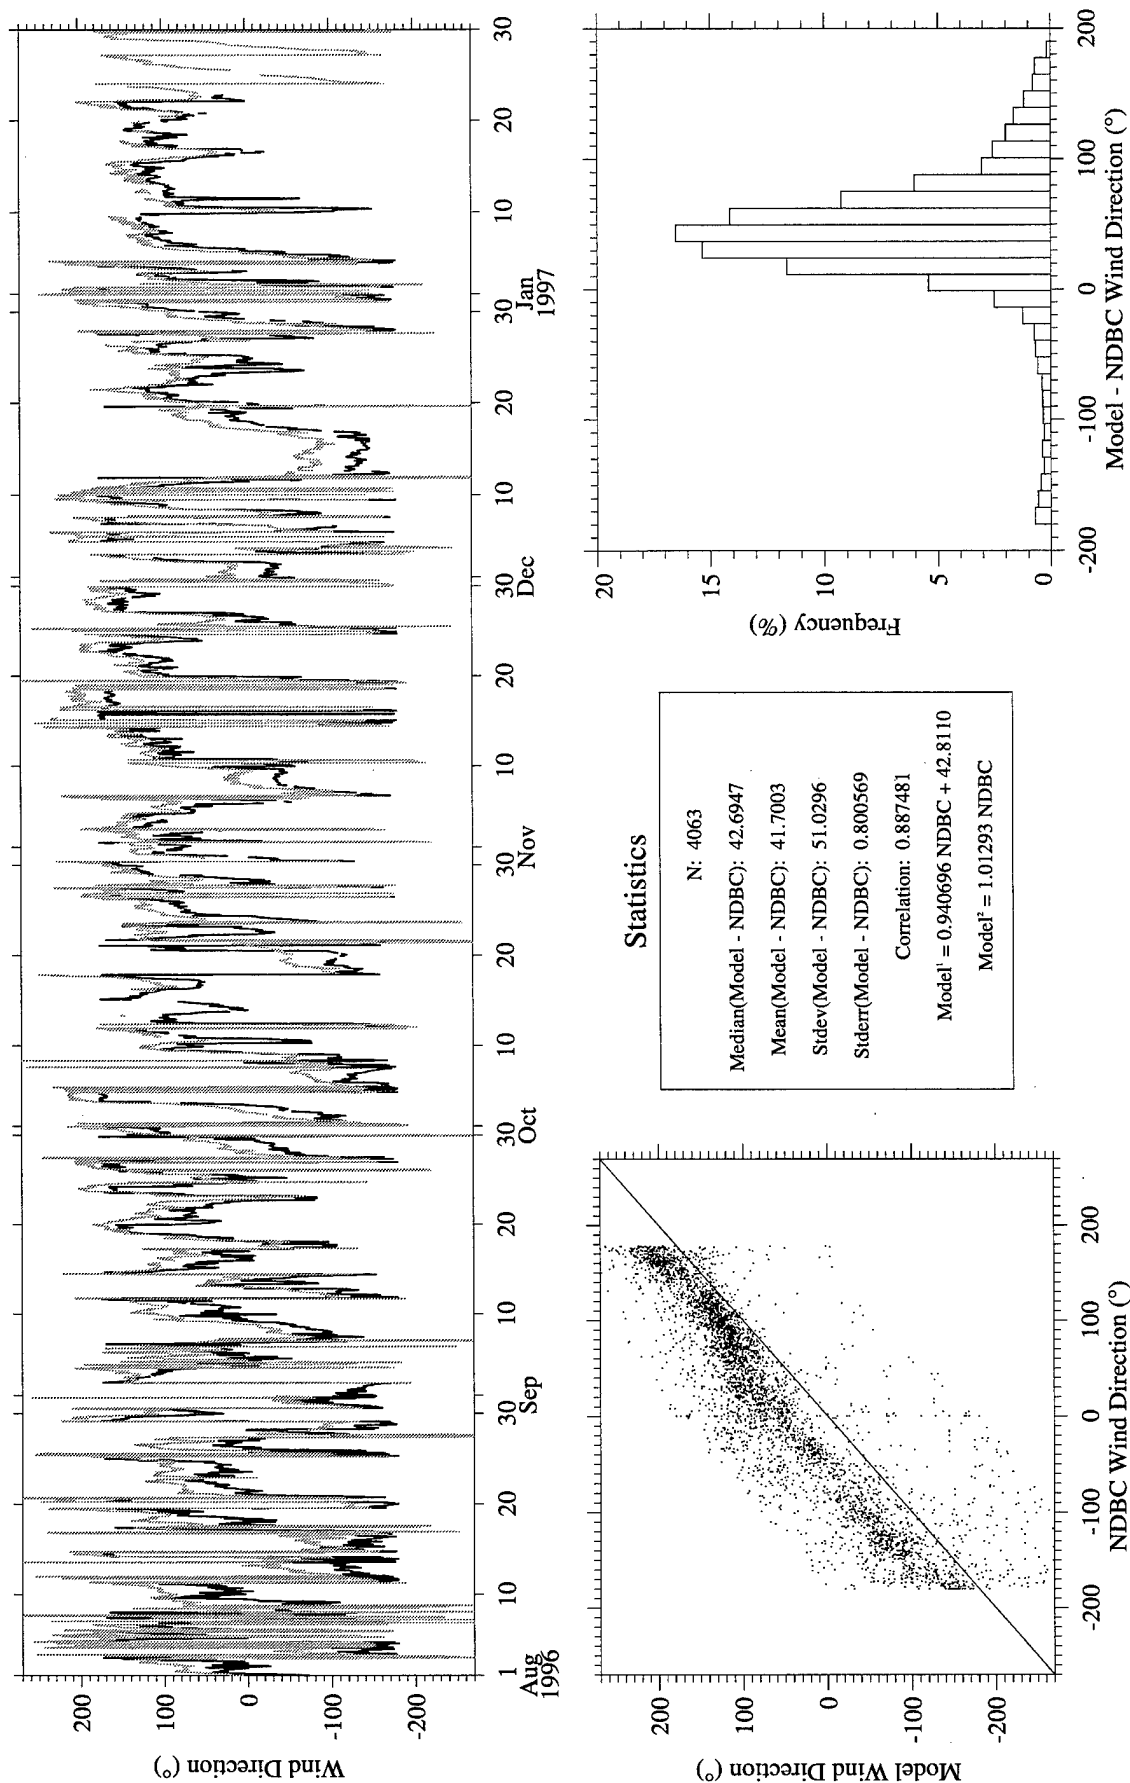 Wind Direction (°)
200
100
0
-100
-200
1
10
20
30
10
20
30
10
20
30
10
20
30
10
20
30
10
20
30
Aug
1996
Sep
Oct
Nov
Dec
Jan
1997
Model Wind Direction (°)
200
100
0
-100
-200
-200
-100
0
100
200
NDBC Wind Direction (°)
Statistics
N: 4063
Median(Model - NDBC): 42.6947
Mean(Model - NDBC): 41.7003
Stdev(Model - NDBC): 51.0296
Stderr(Model - NDBC): 0.800569
Correlation: 0.887481
Model¹ = 0.940696 NDBC + 42.8110
Model² = 1.01293 NDBC
Frequency (%)
20
15
10
5
0
-200
-100
0
100
200
Model - NDBC Wind Direction (°)